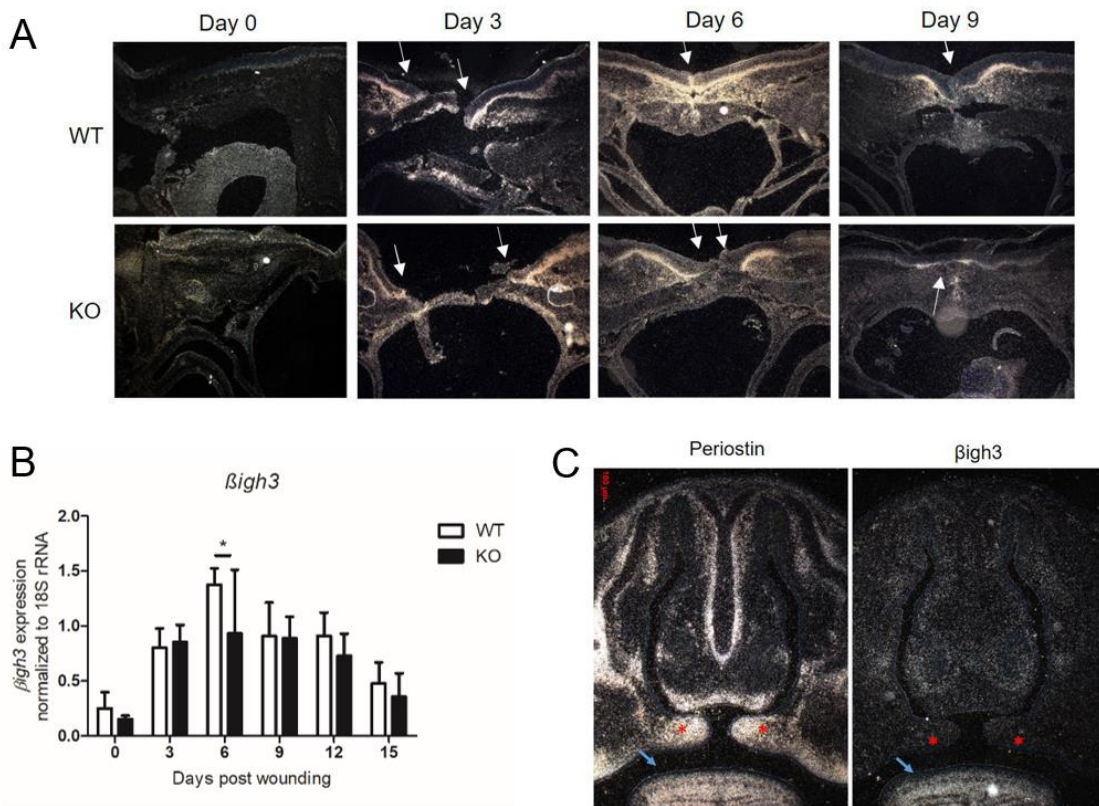 A
Day 0
Day 3
Day 6
Day 9
WT
KO
B
ßigh3
ßigh3 expression
normalized to 18S rRNA
2.0
1.5
1.0
0.5
0.0
*
WT
KO
0
3
6
9
12
15
Days post wounding
C
Periostin
βigh3
100 µm
*
*
*
*